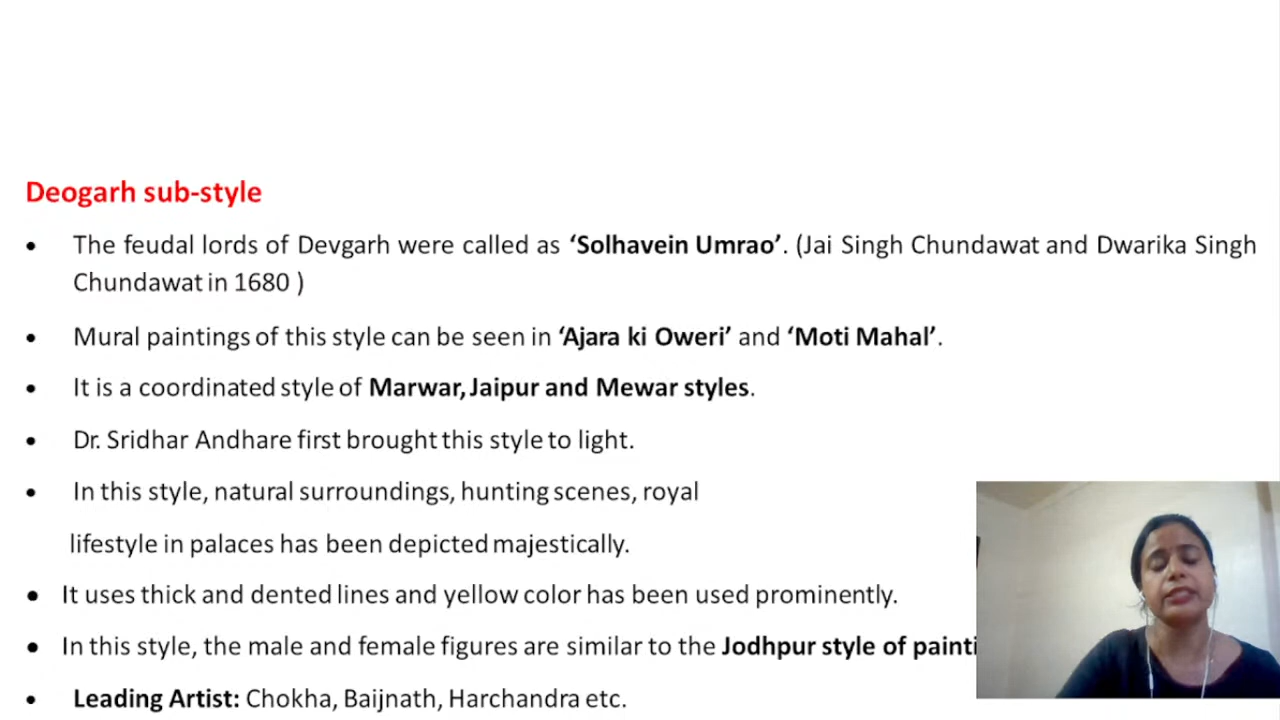 Deogarh sub-style
• The feudal lords of Devgarh were called as ‘Solhavein Umrao’. (Jai Singh Chundawat and Dwarika Singh
Chundawat in 1680 )
• Mural paintings of this style can be seen in ‘Ajara ki Oweri’ and ‘Moti Mahal’.
• It is a coordinated style of Marwar, Jaipur and Mewar styles.
• Dr. Sridhar Andhare first brought this style to light.
• In this style, natural surroundings, hunting scenes, royal
lifestyle in palaces has been depicted majestically.
• It uses thick and dented lines and yellow color has been used prominently.
• In this style, the male and female figures are similar to the Jodhpur style of
• Leading Artist: Chokha, Baijnath, Harchandra etc.